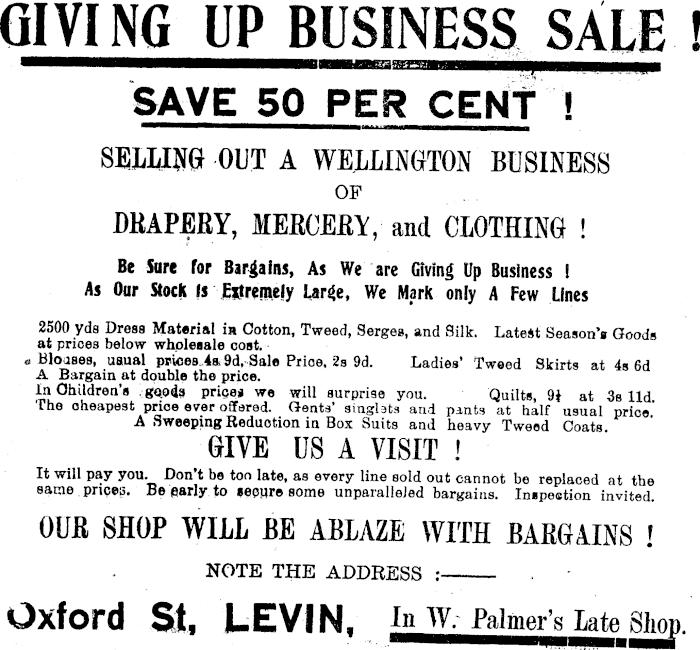 GIVING UP BUSINESS SALE !
SAVE 50 PER CENT !
SELLING OUT A WELLINGTON BUSINESS
OF
DRAPERY, MERCERY, and CLOTHING !
Be Sure for Bargains, As We are Giving Up Business !
As Our Stock is Extremely Large, We Mark only A Few Lines
2500 yds Dress Material in Cotton, Tweed, Serges, and Silk. Latest Season's Goods
at prices below wholesale cost.
Blouses, usual prices 4s 9d, Sale Price, 2s 9d. Ladies' Tweed Skirts at 4s 6d
A Bargain at double the price.
In Children's goods prices we will surprise you. Quilts, 9¼ at 3s 11d.
The cheapest price ever offered. Gents' singlets and pants at half usual price.
A Sweeping Reduction in Box Suits and heavy Tweed Coats.
GIVE US A VISIT !
It will pay you. Don't be too late, as every line sold out cannot be replaced at the
same prices. Be early to secure some unparalleled bargains. Inspection invited.
OUR SHOP WILL BE ABLAZE WITH BARGAINS !
NOTE THE ADDRESS :—
Oxford St, LEVIN, In W. Palmer's Late Shop.